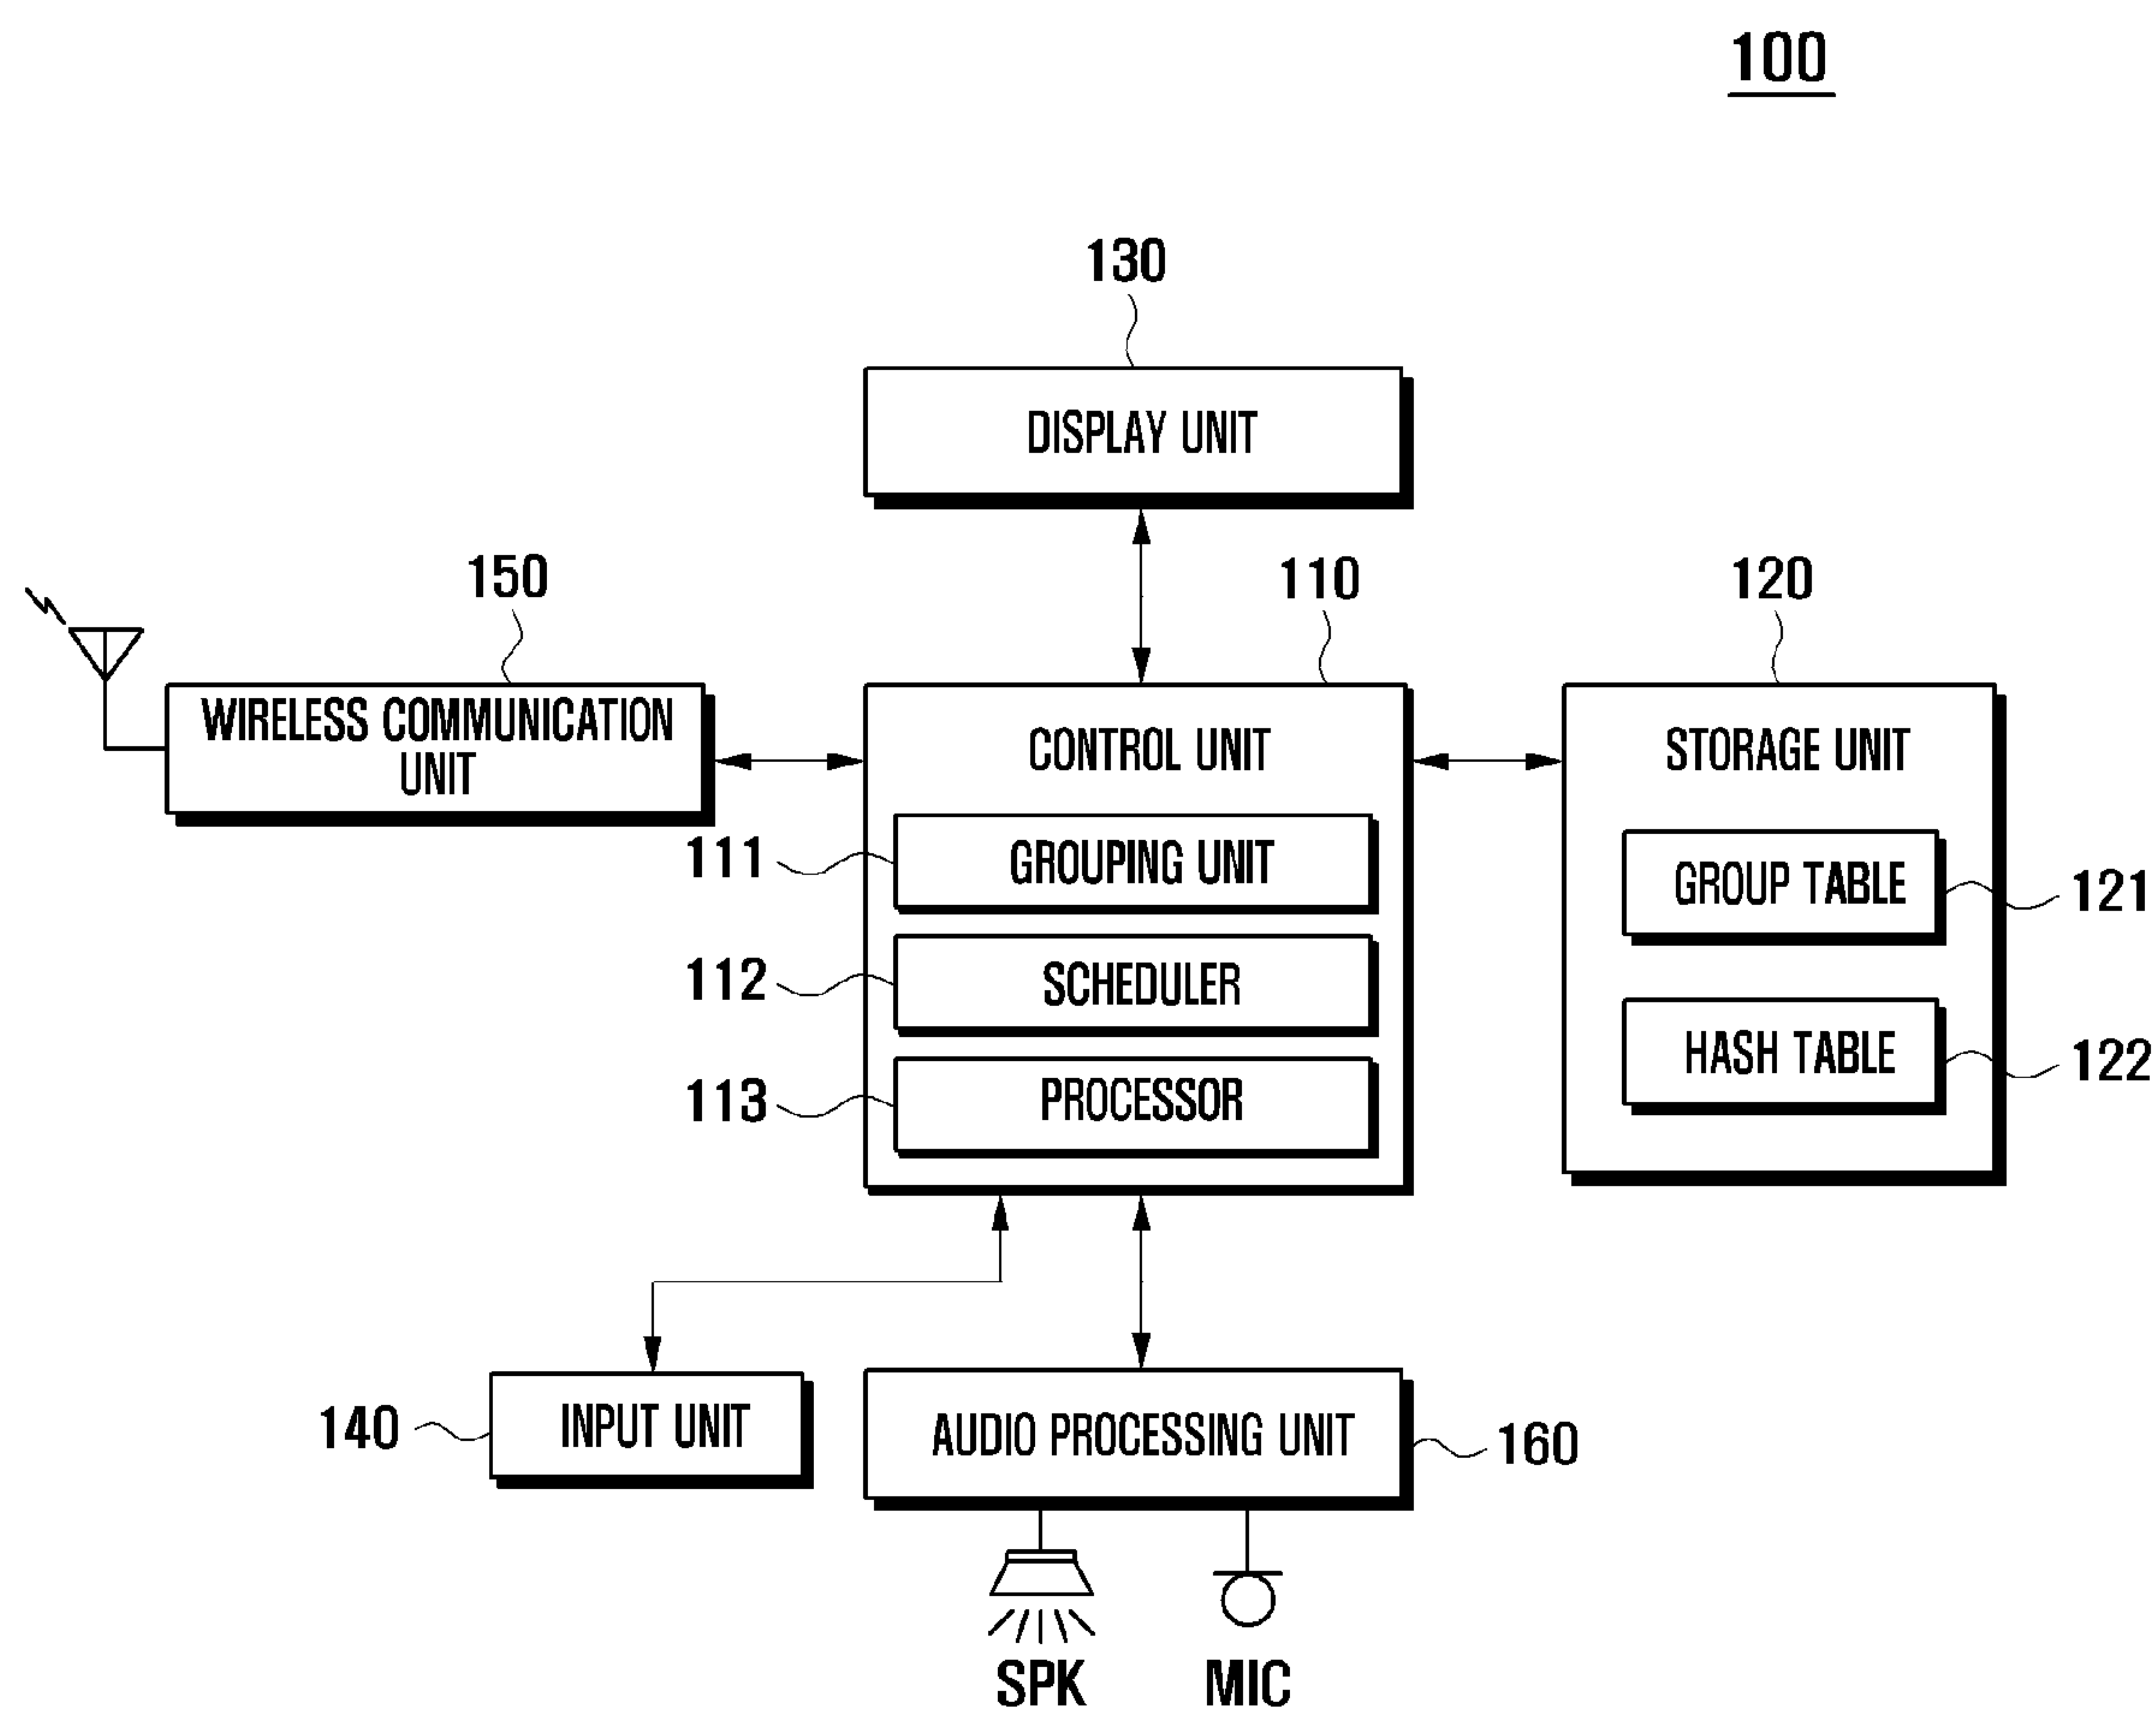 100
130
DISPLAY UNIT
150
110
120
WIRELESS COMMUNICATION
UNIT
CONTROL UNIT
STORAGE UNIT
111
GROUPING UNIT
GROUP TABLE
121
112
SCHEDULER
HASH TABLE
122
113
PROCESSOR
140
INPUT UNIT
AUDIO PROCESSING UNIT
160
SPK
MIC